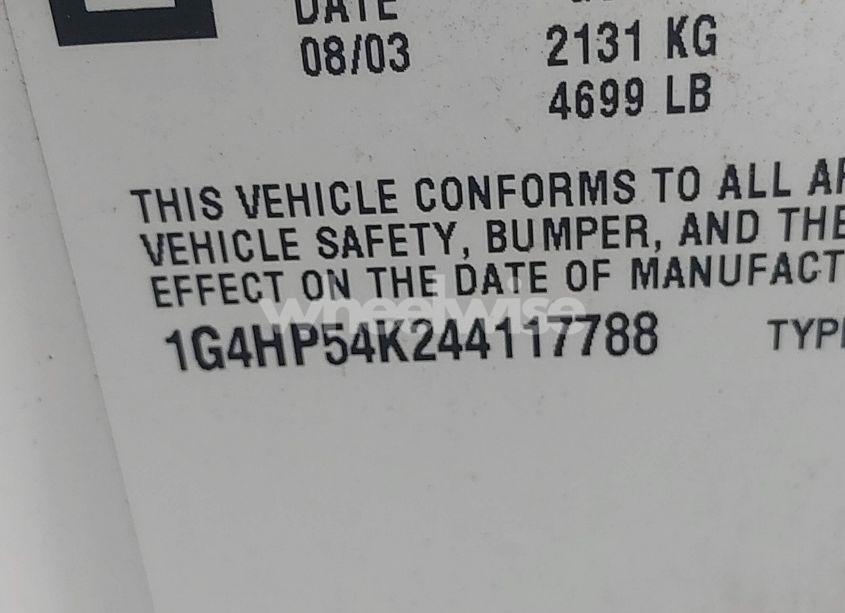 DATE
08/03
2131 KG
4699 LB
THIS VEHICLE CONFORMS TO ALL
VEHICLE SAFETY, BUMPER, AND THE
EFFECT ON THE DATE OF MANUFACT
wheelwise
1G4HP54K244117788
TYPE